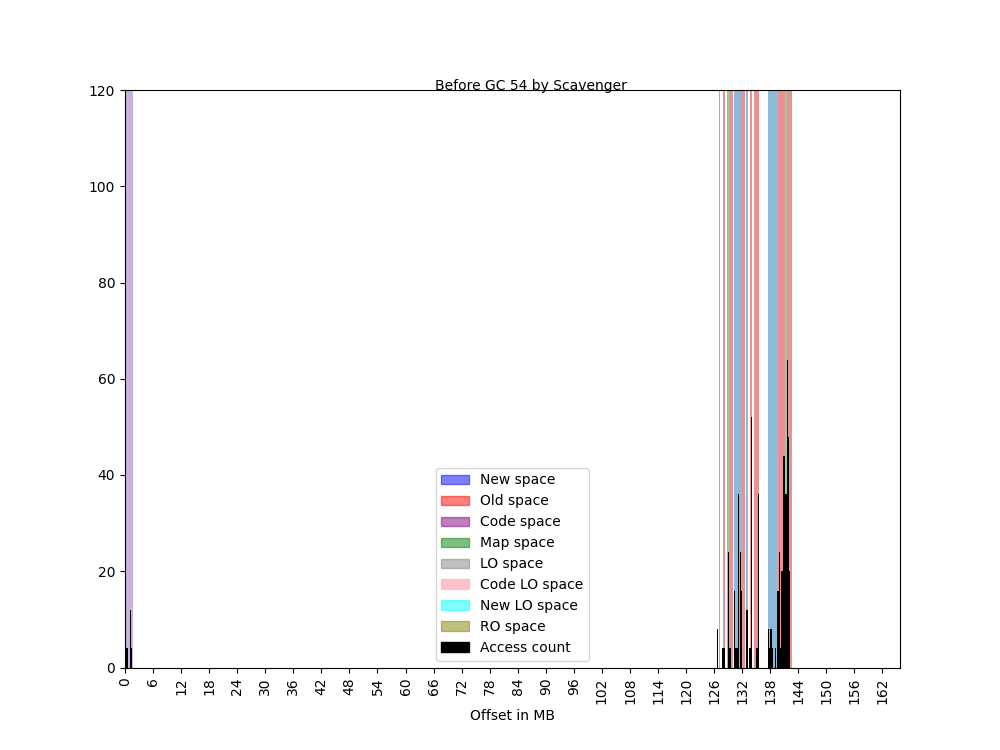 Before GC 54 by Scavenger
120
100
80
60
40
20
0
New space
Old space
Code space
Map space
LO space
Code LO space
New LO space
RO space
Access count
0 6 12 18 24 30 36 42 48 54 60 66 72 78 84 90 96 102 108 114 120 126 132 138 144 150 156 162
Offset in MB